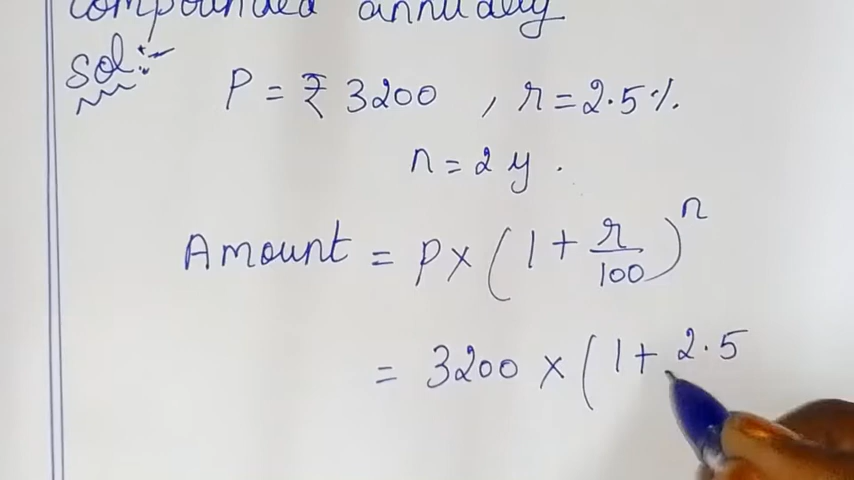 compounded annually
Sol:-
P = ₹ 3200 , r = 2.5%.
n = 2 y .
Amount = P × ( 1 + r/100 )^n
= 3200 × ( 1 + 2.5